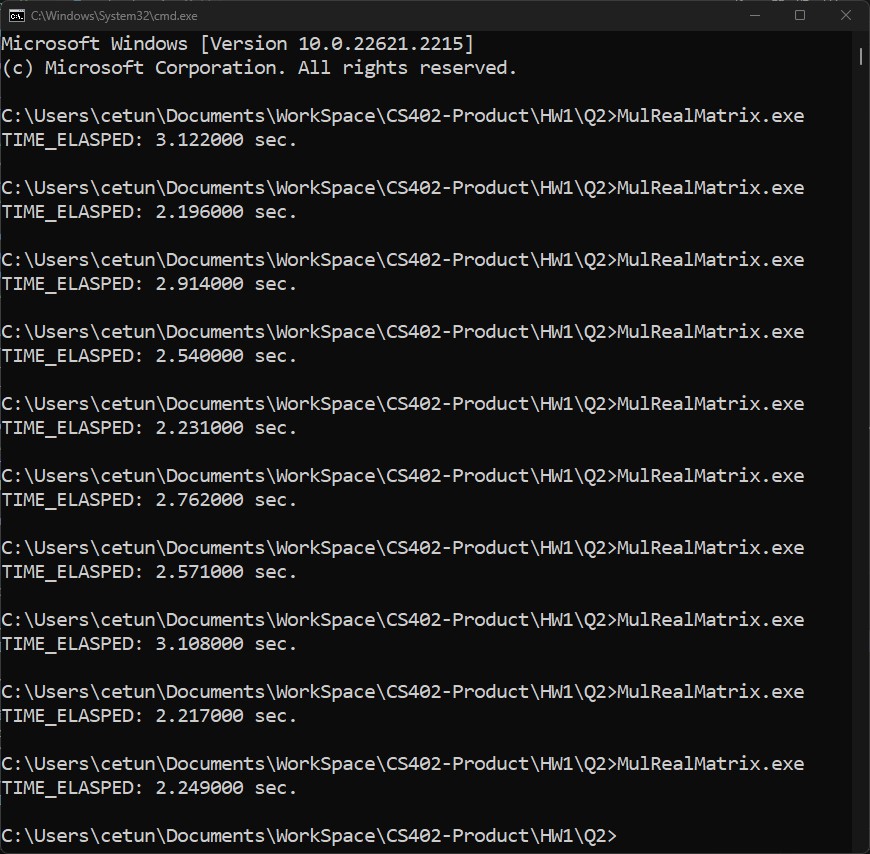 C:\Windows\System32\cmd.exe
Microsoft Windows [Version 10.0.22621.2215]
(c) Microsoft Corporation. All rights reserved.
C:\Users\cetun\Documents\WorkSpace\CS402-Product\HW1\Q2>MulRealMatrix.exe
TIME_ELASPED: 3.122000 sec.
C:\Users\cetun\Documents\WorkSpace\CS402-Product\HW1\Q2>MulRealMatrix.exe
TIME_ELASPED: 2.196000 sec.
C:\Users\cetun\Documents\WorkSpace\CS402-Product\HW1\Q2>MulRealMatrix.exe
TIME_ELASPED: 2.914000 sec.
C:\Users\cetun\Documents\WorkSpace\CS402-Product\HW1\Q2>MulRealMatrix.exe
TIME_ELASPED: 2.540000 sec.
C:\Users\cetun\Documents\WorkSpace\CS402-Product\HW1\Q2>MulRealMatrix.exe
TIME_ELASPED: 2.231000 sec.
C:\Users\cetun\Documents\WorkSpace\CS402-Product\HW1\Q2>MulRealMatrix.exe
TIME_ELASPED: 2.762000 sec.
C:\Users\cetun\Documents\WorkSpace\CS402-Product\HW1\Q2>MulRealMatrix.exe
TIME_ELASPED: 2.571000 sec.
C:\Users\cetun\Documents\WorkSpace\CS402-Product\HW1\Q2>MulRealMatrix.exe
TIME_ELASPED: 3.108000 sec.
C:\Users\cetun\Documents\WorkSpace\CS402-Product\HW1\Q2>MulRealMatrix.exe
TIME_ELASPED: 2.217000 sec.
C:\Users\cetun\Documents\WorkSpace\CS402-Product\HW1\Q2>MulRealMatrix.exe
TIME_ELASPED: 2.249000 sec.
C:\Users\cetun\Documents\WorkSpace\CS402-Product\HW1\Q2>